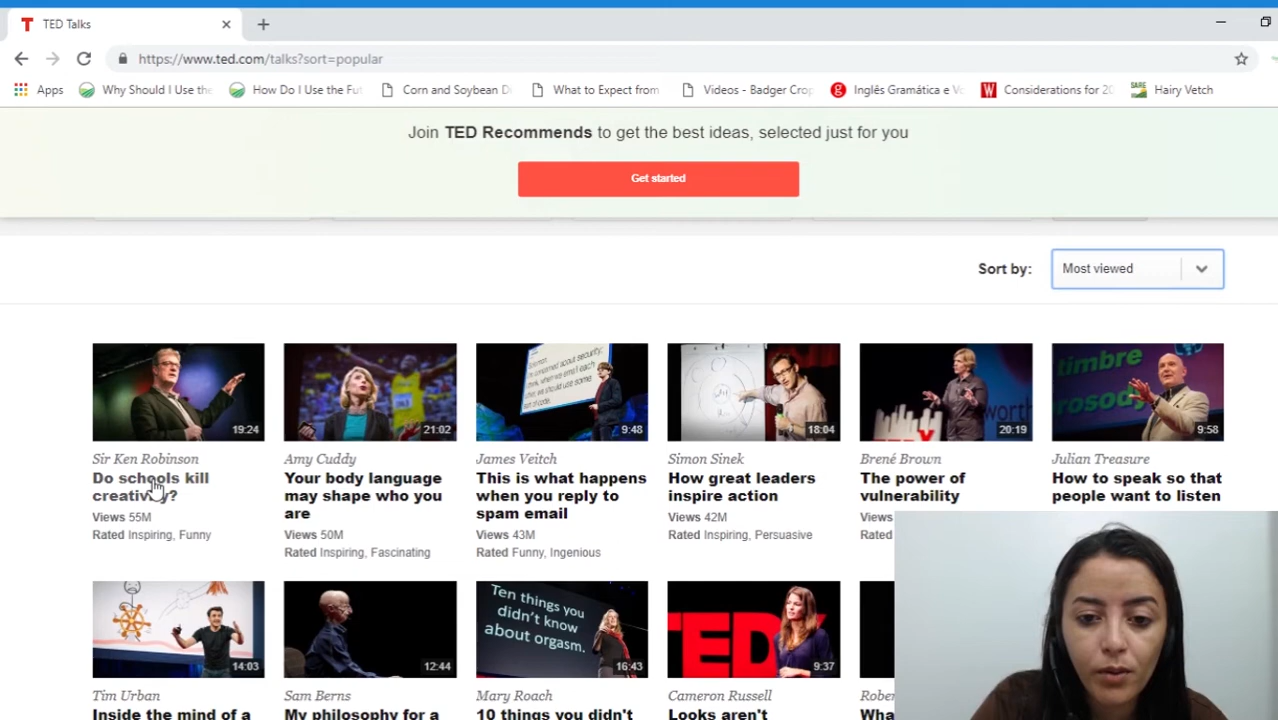 TED Talks
https://www.ted.com/talks?sort=popular
Apps
Why Should I Use the
How Do I Use the Fut
Corn and Soybean D
What to Expect from
Videos - Badger Crop
Inglês Gramática e Vo
Considerations for 20
Hairy Vetch
Join TED Recommends to get the best ideas, selected just for you
Get started
Sort by:
Most viewed
timbre
prosody
worth
19:24
21:02
9:48
18:04
20:19
9:58
Sir Ken Robinson
Do schools kill
creativity?
Views 55M
Rated Inspiring, Funny
Amy Cuddy
Your body language
may shape who you
are
Views 50M
Rated Inspiring, Fascinating
James Veitch
This is what happens
when you reply to
spam email
Views 43M
Rated Funny, Ingenious
Simon Sinek
How great leaders
inspire action
Views 42M
Rated Inspiring, Persuasive
Brené Brown
The power of
vulnerability
Views
Rated
Julian Treasure
How to speak so that
people want to listen
Ten things you
didn't know
about orgasm.
TED
14:03
12:44
16:43
9:37
Tim Urban
Inside the mind of a
Sam Berns
My philosophy for a
Mary Roach
10 things you didn't
Cameron Russell
Looks aren't
Rober
Wha